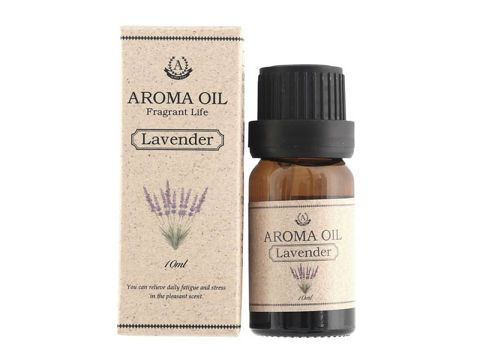 A
AROMA OIL
Fragrant Life
Lavender
10ml
You can relieve daily fatigue and stress
in the pleasant scent.
A
AROMA OIL
Lavender
10ml